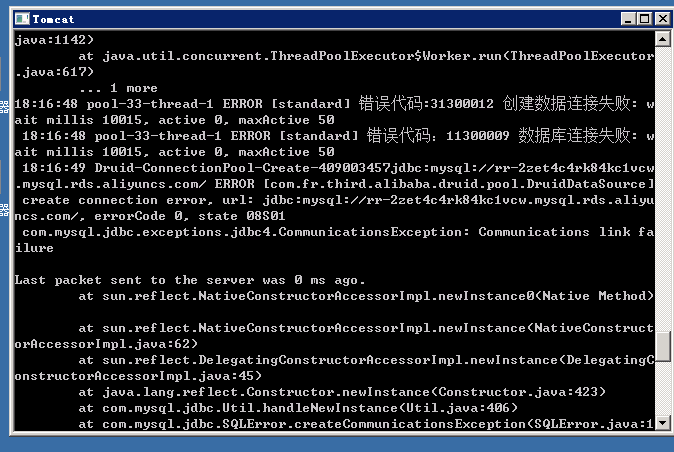 Tomcat
java:1142)
at java.util.concurrent.ThreadPoolExecutor$Worker.run(ThreadPoolExecutor
.java:617)
... 1 more
18:16:48 pool-33-thread-1 ERROR [standard] 错误代码:31300012 创建数据连接失败: w
ait millis 10015, active 0, maxActive 50
18:16:48 pool-33-thread-1 ERROR [standard] 错误代码: 11300009 数据库连接失败: w
ait millis 10015, active 0, maxActive 50
18:16:49 Druid-ConnectionPool-Create-409003457jdbc:mysql://rr-2zet4c4rk84kc1vcw
.mysql.rds.aliyuncs.com/ ERROR [com.fr.third.alibaba.druid.pool.DruidDataSource]
create connection error, url: jdbc:mysql://rr-2zet4c4rk84kc1vcw.mysql.rds.aliyu
ncs.com/, errorCode 0, state 08S01
com.mysql.jdbc.exceptions.jdbc4.CommunicationsException: Communications link fa
ilure
Last packet sent to the server was 0 ms ago.
at sun.reflect.NativeConstructorAccessorImpl.newInstance0(Native Method)
at sun.reflect.NativeConstructorAccessorImpl.newInstance(NativeConstruct
orAccessorImpl.java:62)
at sun.reflect.DelegatingConstructorAccessorImpl.newInstance(DelegatingC
onstructorAccessorImpl.java:45)
at java.lang.reflect.Constructor.newInstance(Constructor.java:423)
at com.mysql.jdbc.Util.handleNewInstance(Util.java:406)
at com.mysql.jdbc.SQLError.createCommunicationsException(SQLError.java:1
器
器